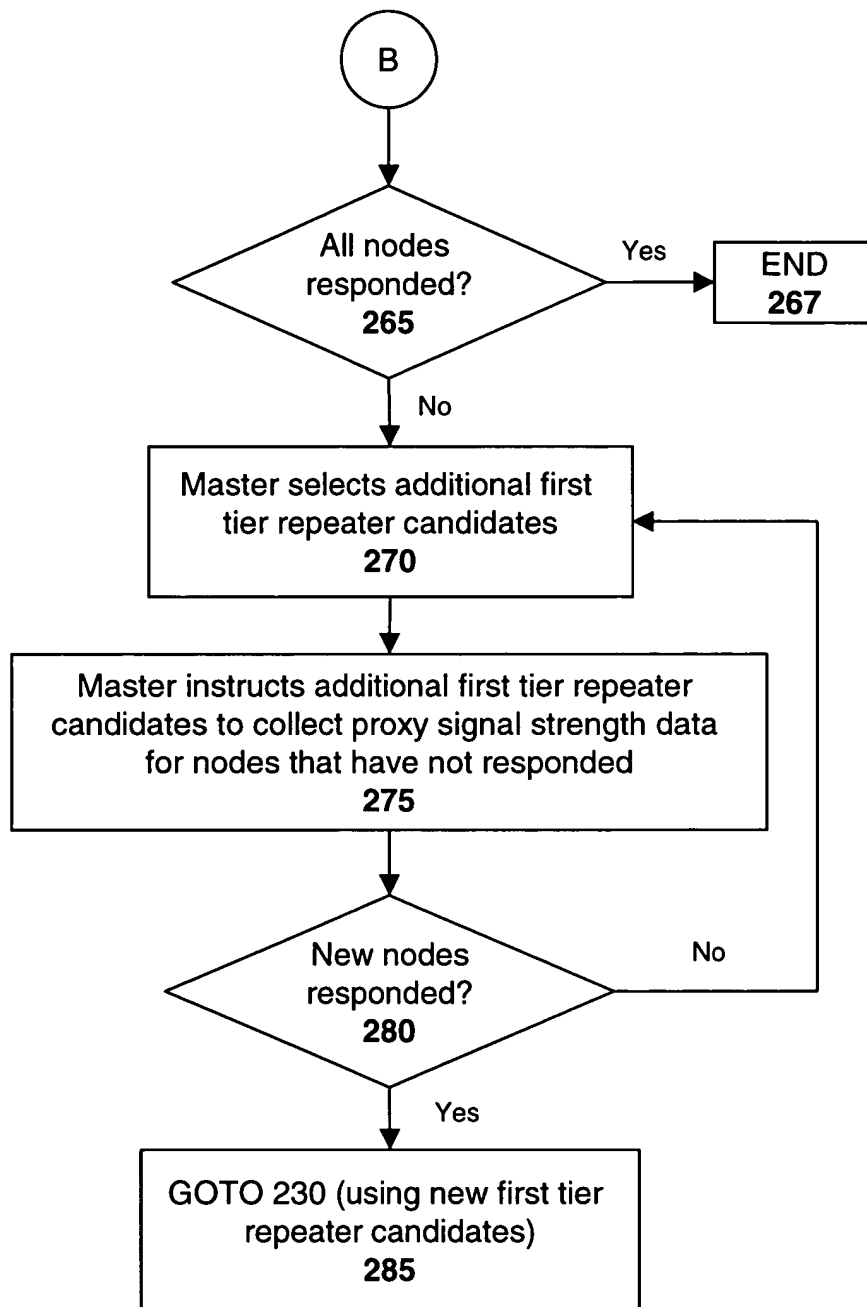 B
All nodes
responded?
265
Yes
END
267
No
Master selects additional first
tier repeater candidates
270
Master instructs additional first tier repeater
candidates to collect proxy signal strength data
for nodes that have not responded
275
New nodes
responded?
280
No
Yes
GOTO 230 (using new first tier
repeater candidates)
285